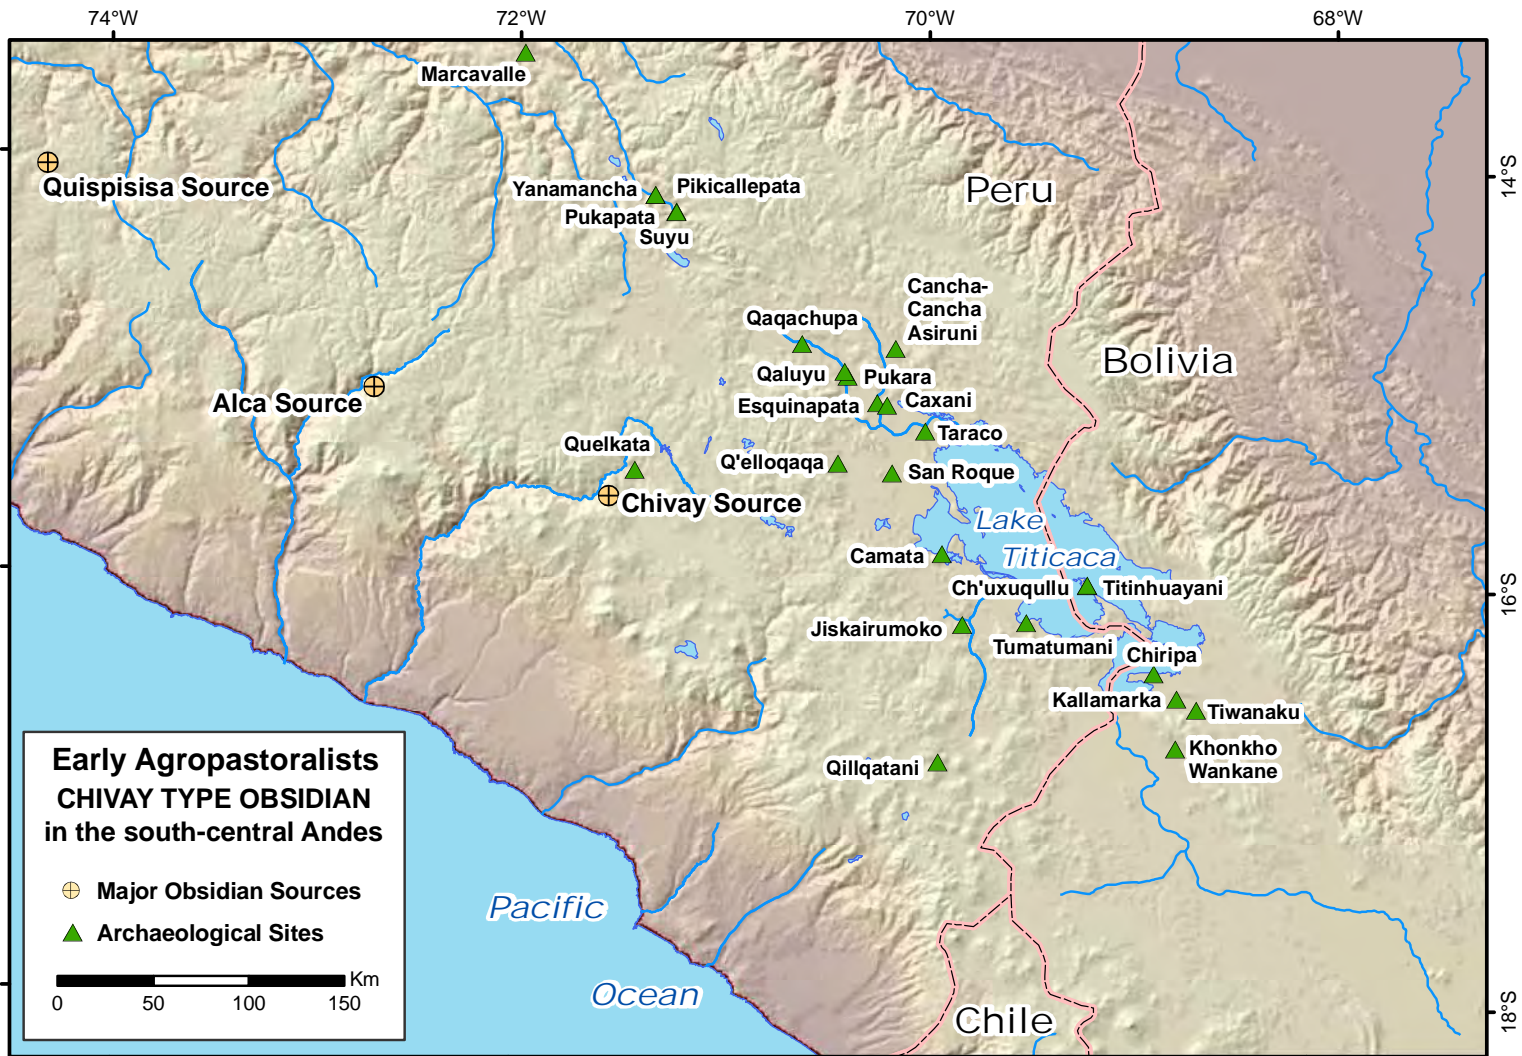 74°W
72°W
70°W
68°W
Marcavalle
14°S
Quispisisa Source
Yanamancha
Pikicallepata
Peru
Pukapata
Suyu
Cancha-
Cancha
Asiruni
Qaqachupa
Bolivia
Qaluyu
Pukara
Alca Source
Esquinapata
Caxani
Taraco
Quelkata
Q'elloqaqa
San Roque
Chivay Source
Lake
Titicaca
Camata
Ch'uxuqullu
Titinhuayani
16°S
Jiskairumoko
Tumatumani
Chiripa
Kallamarka
Tiwanaku
Khonkho
Wankane
Qillqatani
Early Agropastoralists
CHIVAY TYPE OBSIDIAN
in the south-central Andes
Major Obsidian Sources
Archaeological Sites
Km
0
50
100
150
Pacific
Ocean
Chile
18°S